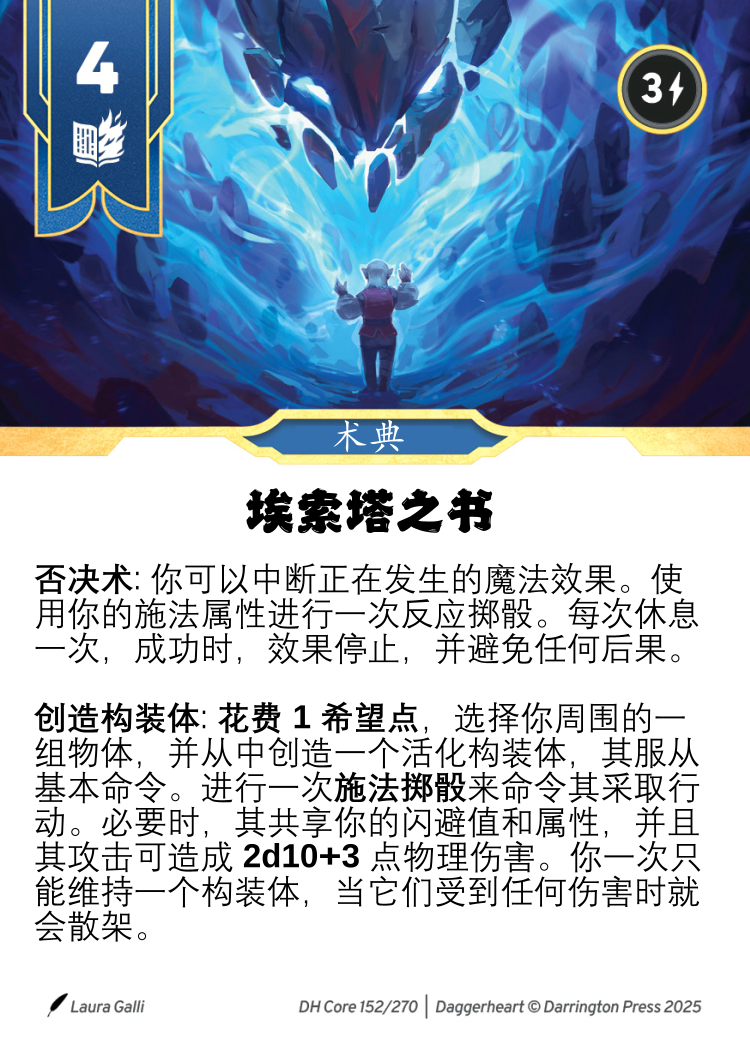 4
3
术典
埃索塔之书
否决术: 你可以中断正在发生的魔法效果。使
用你的施法属性进行一次反应掷骰。每次休息
一次，成功时，效果停止，并避免任何后果。
创造构装体: 花费 1 希望点，选择你周围的一
组物体，并从中创造一个活化构装体，其服从
基本命令。进行一次施法掷骰来命令其采取行
动。必要时，其共享你的闪避值和属性，并且
其攻击可造成 2d10+3 点物理伤害。你一次只
能维持一个构装体，当它们受到任何伤害时就
会散架。
Laura Galli
DH Core 152/270 | Daggerheart © Darrington Press 2025